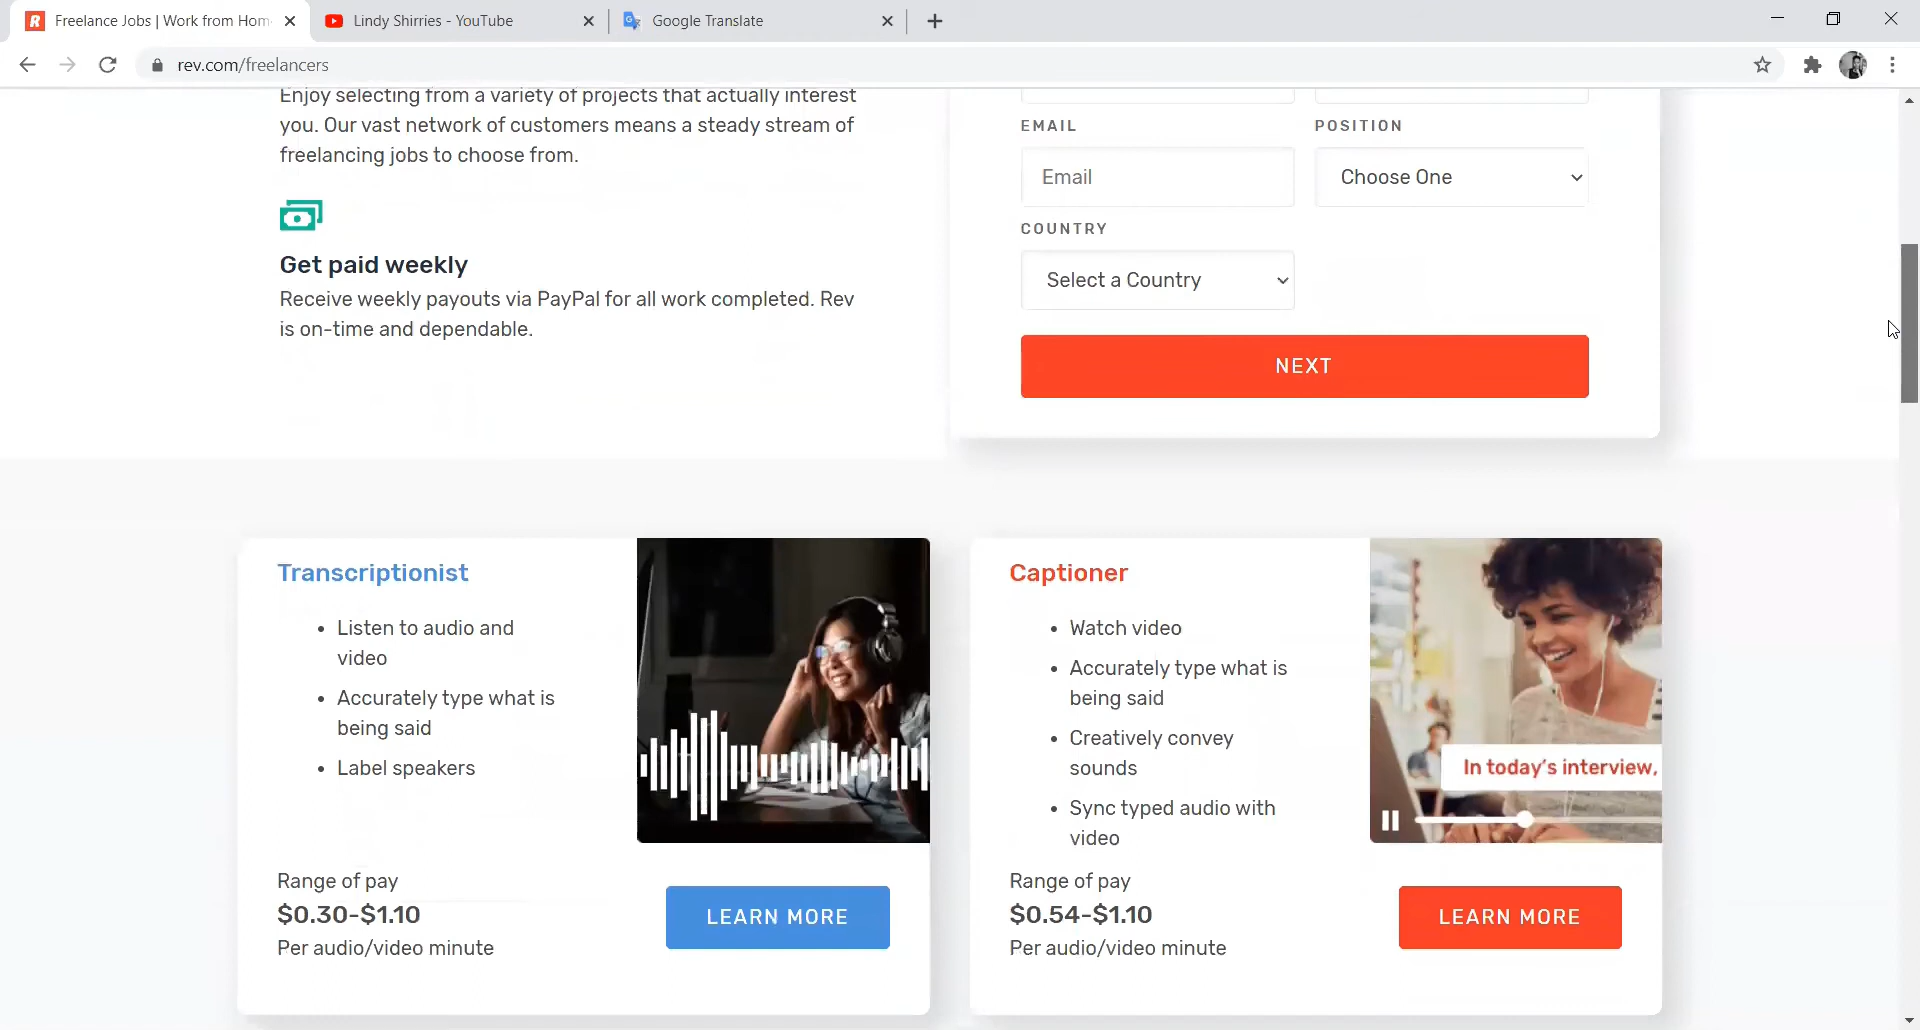 Freelance Jobs | Work from Hom
Lindy Shirries - YouTube
Google Translate
rev.com/freelancers
Enjoy selecting from a variety of projects that actually interest
you. Our vast network of customers means a steady stream of
freelancing jobs to choose from.
Get paid weekly
Receive weekly payouts via PayPal for all work completed. Rev
is on-time and dependable.
EMAIL
POSITION
Email
Choose One
COUNTRY
Select a Country
NEXT
Transcriptionist
Listen to audio and
video
Accurately type what is
being said
Label speakers
Range of pay
$0.30-$1.10
Per audio/video minute
LEARN MORE
Captioner
Watch video
Accurately type what is
being said
Creatively convey
sounds
Sync typed audio with
video
In today's interview,
Range of pay
$0.54-$1.10
Per audio/video minute
LEARN MORE